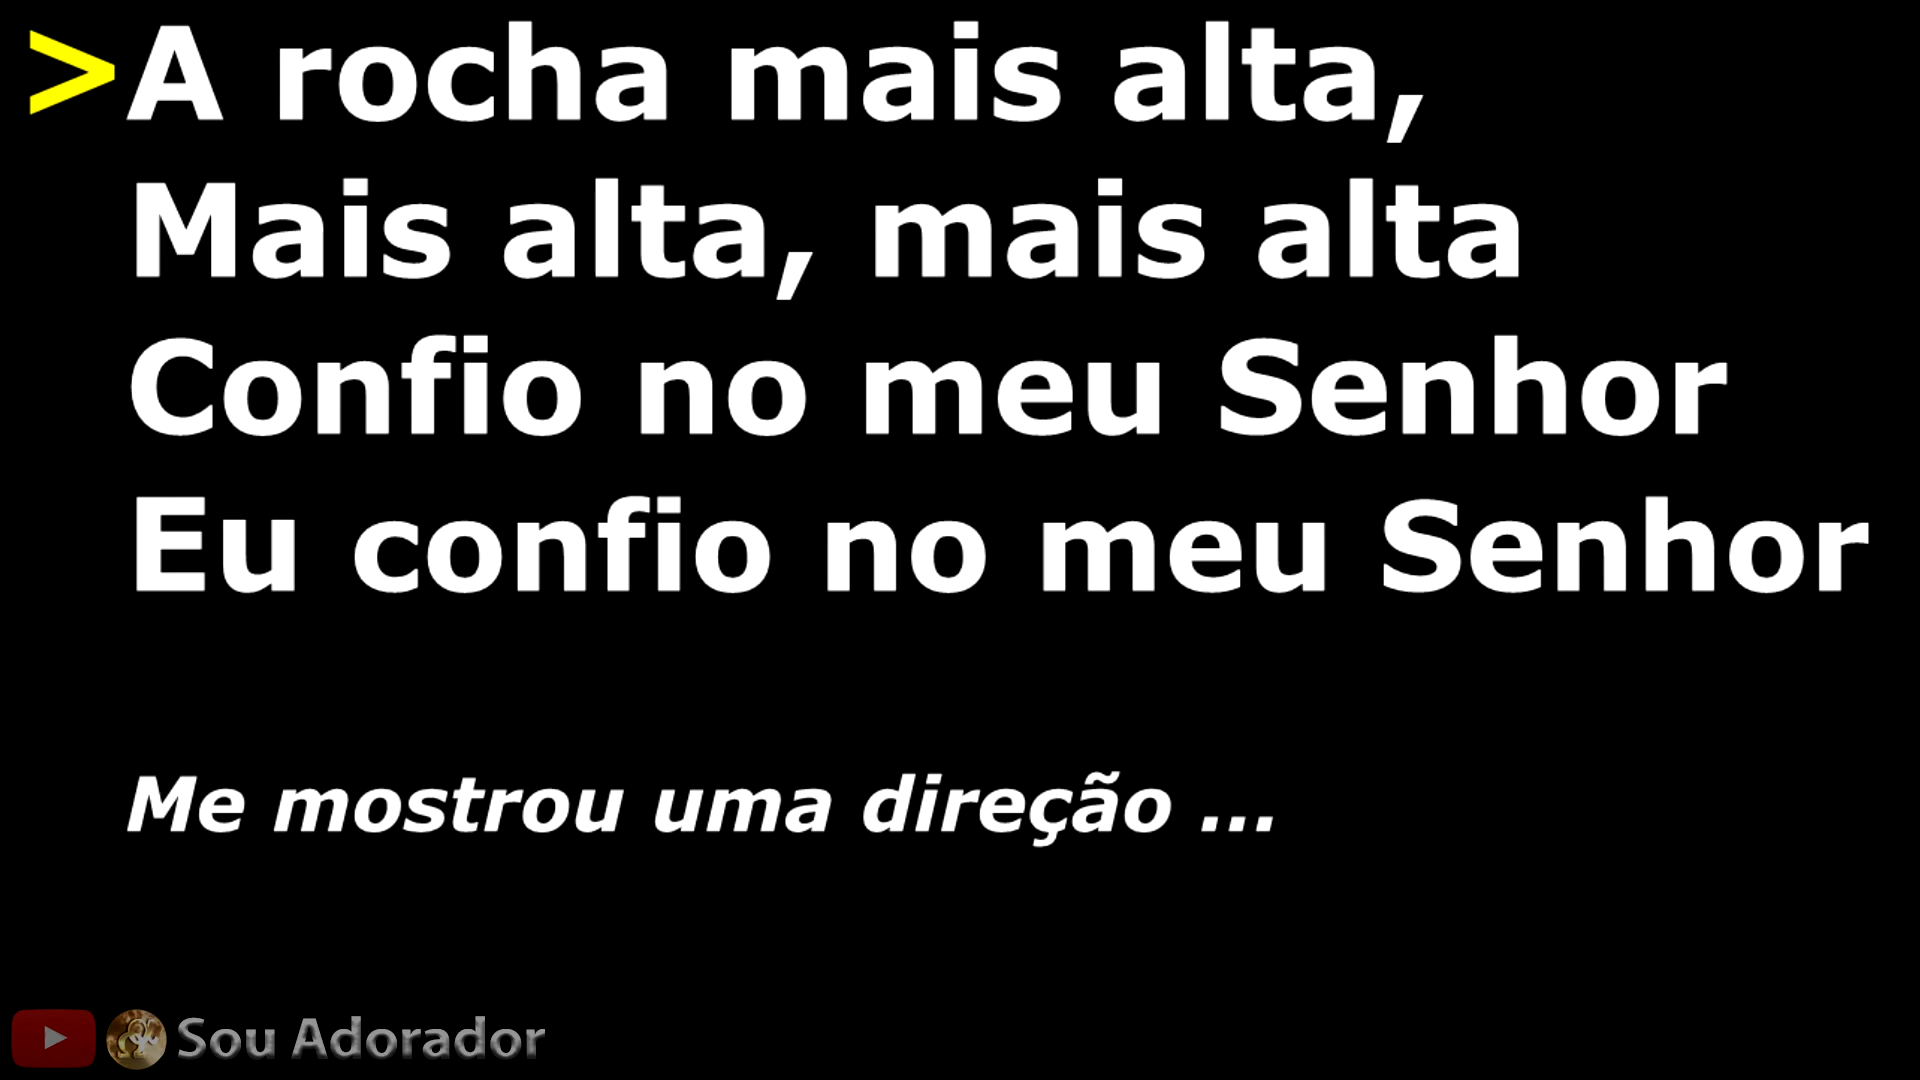 >A rocha mais alta,
Mais alta, mais alta
Confio no meu Senhor
Eu confio no meu Senhor
Me mostrou uma direção ...
Sou Adorador